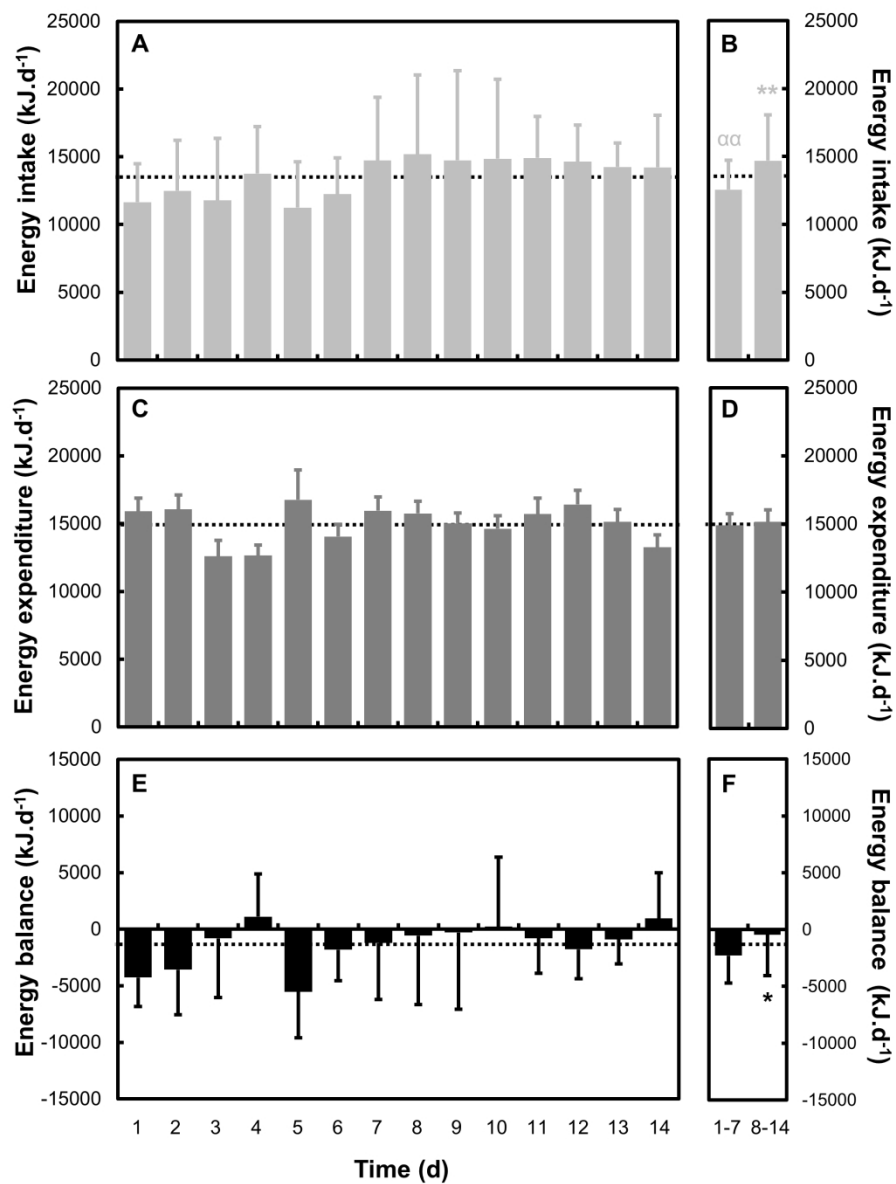 A
25000
20000
15000
10000
5000
0
Energy intake (kJ.d-1)
B
αα
**
25000
20000
15000
10000
5000
0
Energy intake (kJ.d-1)
C
25000
20000
15000
10000
5000
0
Energy expenditure (kJ.d-1)
D
25000
20000
15000
10000
5000
0
Energy expenditure (kJ.d-1)
E
15000
10000
5000
0
-5000
-10000
-15000
Energy balance (kJ.d-1)
F
*
15000
10000
5000
0
-5000
-10000
-15000
Energy balance (kJ.d-1)
1 2 3 4 5 6 7 8 9 10 11 12 13 14
1-7 8-14
Time (d)